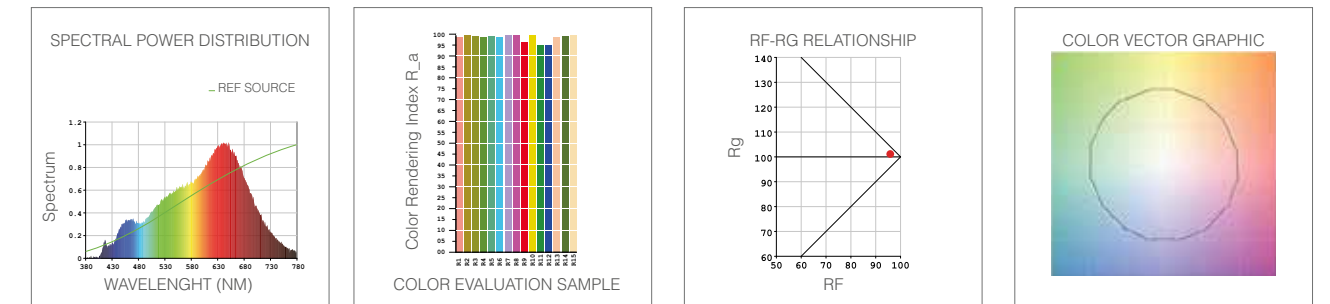 SPECTRAL POWER DISTRIBUTION
REF SOURCE
Spectrum
1.2
1
0.8
0.6
0.4
0.2
0
380 430 480 530 580 630 680 730 780
WAVELENGHT (NM)
Color Rendering Index R_a
100
95
90
85
80
75
70
65
60
55
50
45
40
35
30
25
20
15
10
05
00
R1 R2 R3 R4 R5 R6 R7 R8 R9 R10 R11 R12 R13 R14 R15
COLOR EVALUATION SAMPLE
RF-RG RELATIONSHIP
Rg
140
130
120
110
100
90
80
70
60
50 60 70 80 90 100
RF
COLOR VECTOR GRAPHIC